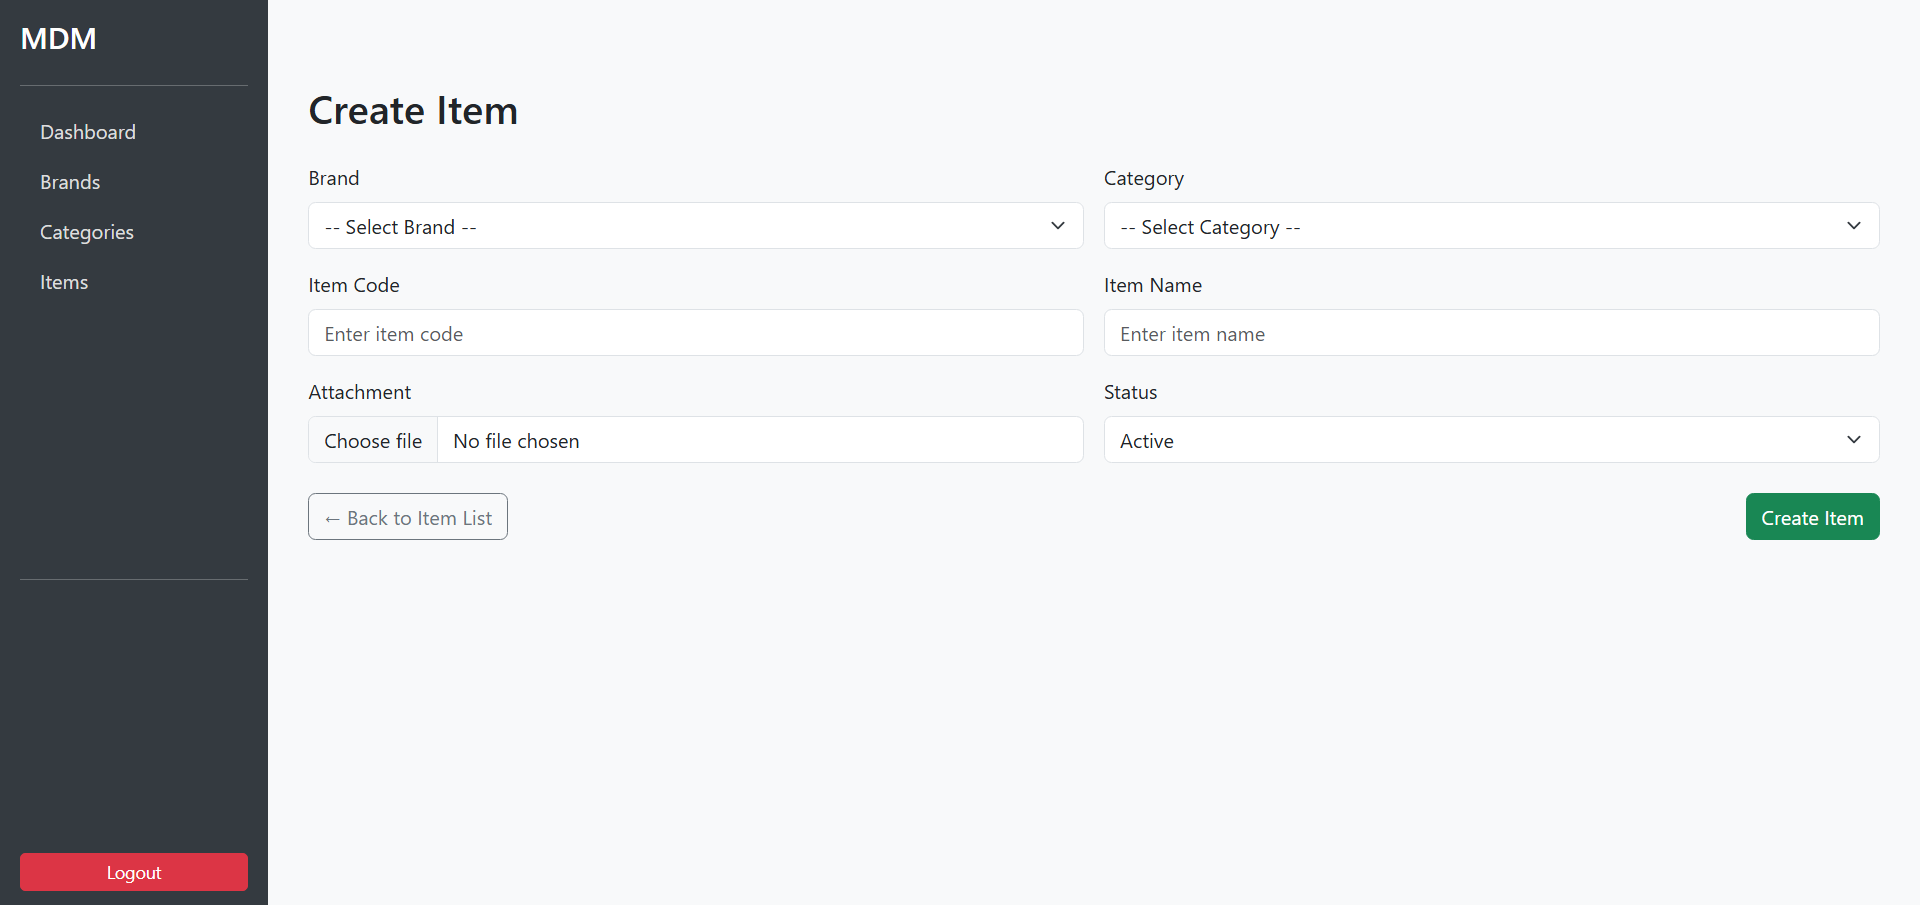 MDM
Dashboard
Brands
Categories
Items
Logout
Create Item
Brand
-- Select Brand --
Category
-- Select Category --
Item Code
Enter item code
Item Name
Enter item name
Attachment
Choose file No file chosen
Status
Active
← Back to Item List
Create Item